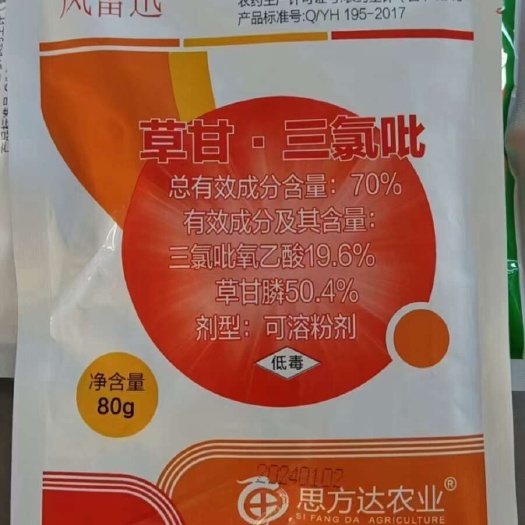 风雷迅
产品标准号:Q/YH 195-2017
草甘·三氯吡
总有效成分含量：70%
有效成分及其含量：
三氯吡氧乙酸19.6%
草甘膦50.4%
剂型：可溶粉剂
低毒
净含量
80g
20240102
思方达农业®
SI FANG DA AGRICULTURE